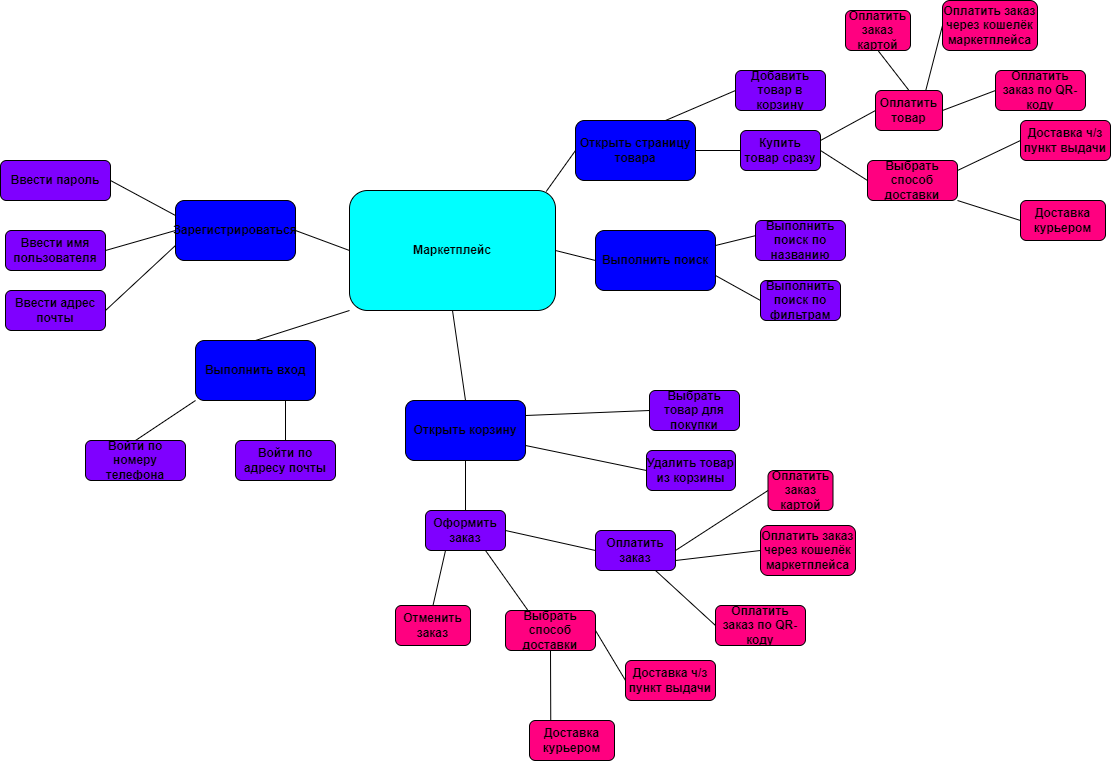 Оплатить
заказ
картой
Оплатить заказ
через кошелёк
маркетплейса
Добавить
товар в
корзину
Оплатить
заказ по QR-
коду
Оплатить
товар
Открыть страницу
товара
Купить
товар сразу
Доставка ч/з
пункт выдачи
Выбрать
способ
доставки
Доставка
курьером
Ввести пароль
Зарегистрироваться
Ввести имя
пользователя
Ввести адрес
почты
Маркетплейс
Выполнить поиск
Выполнить
поиск по
названию
Выполнить
поиск по
фильтрам
Выполнить вход
Войти по
номеру
телефона
Войти по
адресу почты
Открыть корзину
Выбрать
товар для
покупки
Удалить товар
из корзины
Оформить
заказ
Оплатить
заказ
Оплатить
заказ
картой
Оплатить заказ
через кошелёк
маркетплейса
Оплатить
заказ по QR-
коду
Отменить
заказ
Выбрать
способ
доставки
Доставка ч/з
пункт выдачи
Доставка
курьером